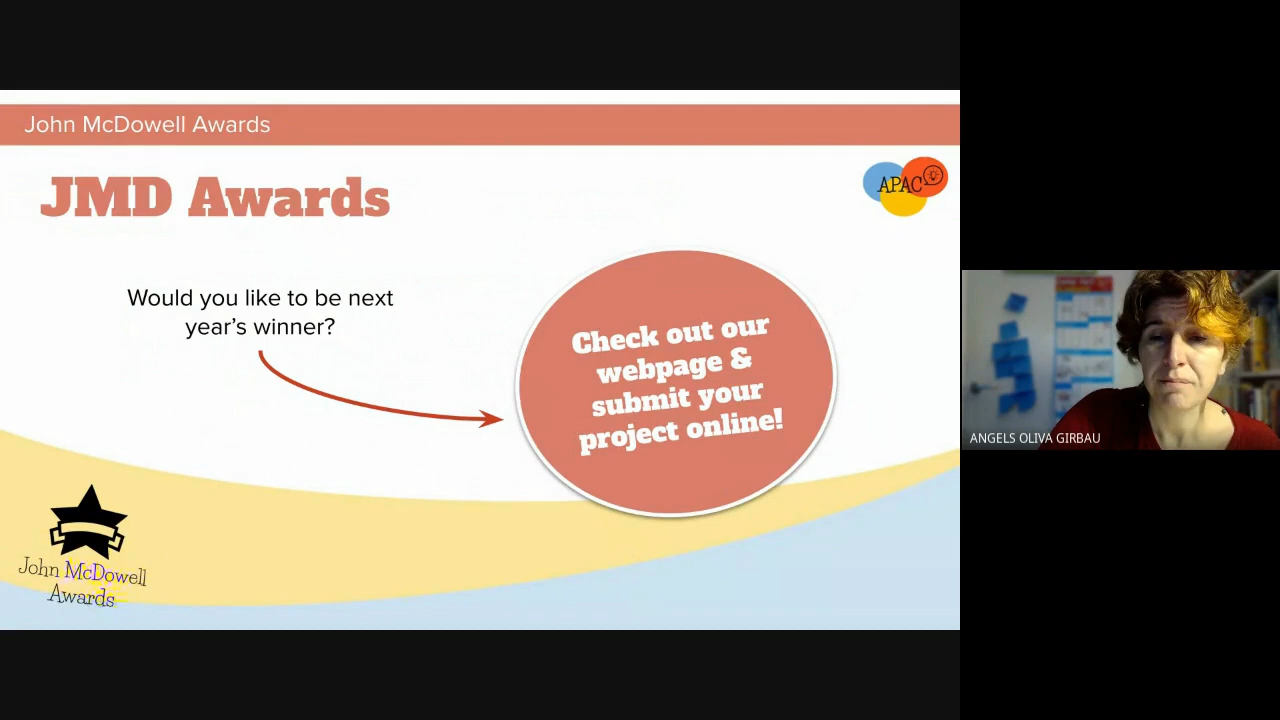 John McDowell Awards
JMD Awards
APAC
Would you like to be next
year's winner?
Check out our
webpage &
submit your
project online!
ANGELS OLIVA GIRBAU
John McDowell
Awards